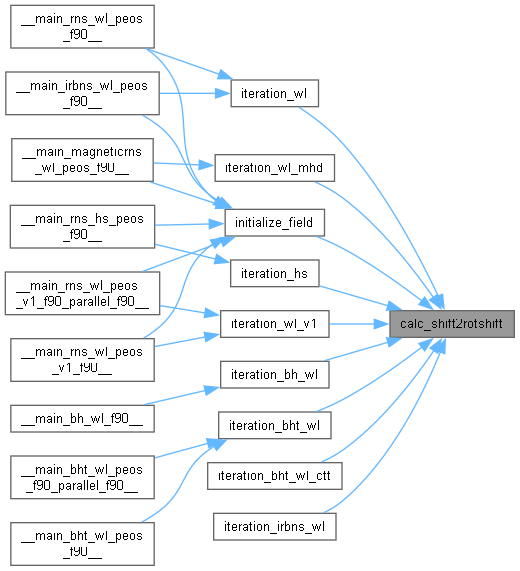 __main_rns_wl_peos
_f90__
__main_irbns_wl_peos
_f90__
__main_magneticrns
_wl_peos_f90__
__main_rns_hs_peos
_f90__
__main_rns_wl_peos
_v1_f90_parallel_f90__
__main_rns_wl_peos
_v1_f90__
__main_bh_wl_f90__
__main_bht_wl_peos
_f90_parallel_f90__
__main_bht_wl_peos
_f90__
iteration_wl
iteration_wl_mhd
initialize_field
iteration_hs
iteration_wl_v1
iteration_bh_wl
iteration_bht_wl
iteration_bht_wl_ctt
iteration_irbns_wl
calc_shift2rotshift